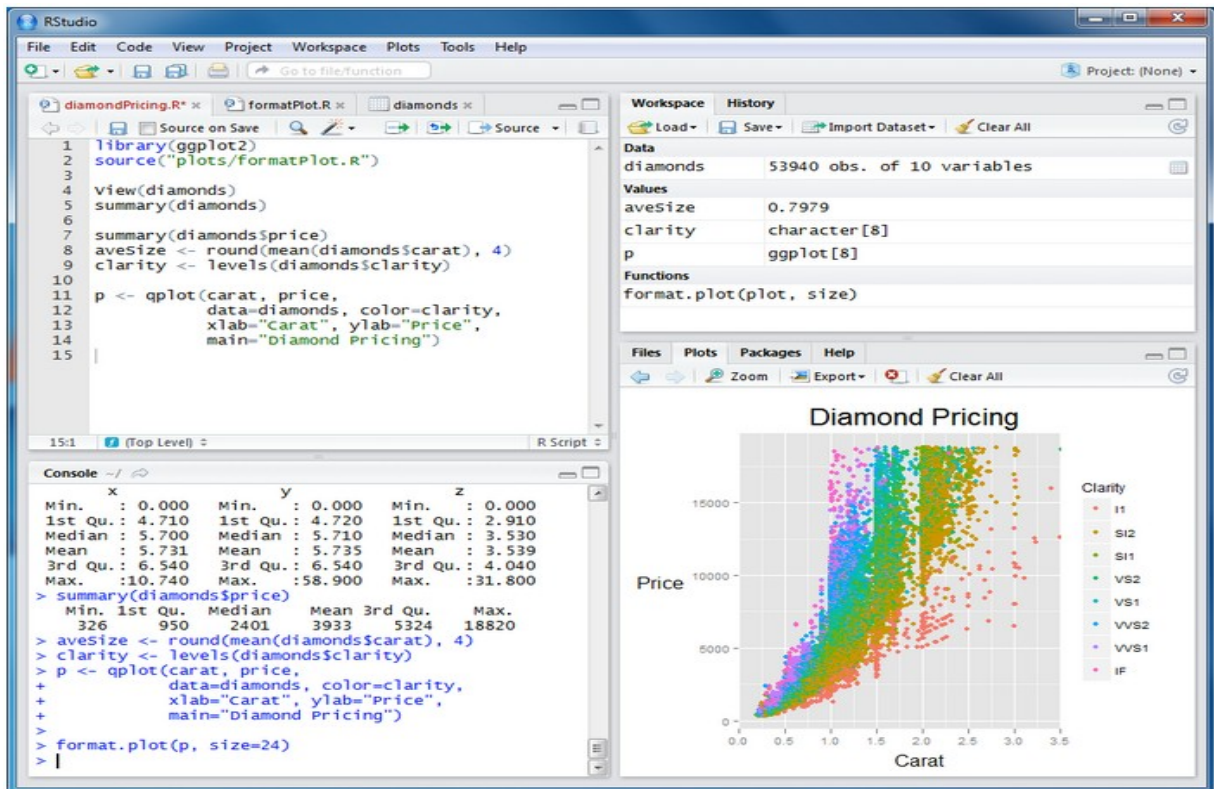 RStudio
File Edit Code View Project Workspace Plots Tools Help
Go to file/function
Project: (None)
diamondPricing.R* formatPlot.R diamonds
Source on Save Source
1 library(ggplot2)
2 source("plots/formatPlot.R")
3
4 View(diamonds)
5 summary(diamonds)
6
7 summary(diamonds$price)
8 aveSize <- round(mean(diamonds$carat), 4)
9 clarity <- levels(diamonds$clarity)
10
11 p <- qplot(carat, price,
12 data=diamonds, color=clarity,
13 xlab="Carat", ylab="Price",
14 main="Diamond Pricing")
15
15:1 (Top Level) R Script
Console ~/
x y z
Min. : 0.000 Min. : 0.000 Min. : 0.000
1st Qu.: 4.710 1st Qu.: 4.720 1st Qu.: 2.910
Median : 5.700 Median : 5.710 Median : 3.530
Mean : 5.731 Mean : 5.735 Mean : 3.539
3rd Qu.: 6.540 3rd Qu.: 6.540 3rd Qu.: 4.040
Max. :10.740 Max. :58.900 Max. :31.800
> summary(diamonds$price)
Min. 1st Qu. Median Mean 3rd Qu. Max.
326 950 2401 3933 5324 18820
> aveSize <- round(mean(diamonds$carat), 4)
> clarity <- levels(diamonds$clarity)
> p <- qplot(carat, price,
+ data=diamonds, color=clarity,
+ xlab="Carat", ylab="Price",
+ main="Diamond Pricing")
>
> format.plot(p, size=24)
>
Workspace History
Load Save Import Dataset Clear All
Data
diamonds 53940 obs. of 10 variables
Values
aveSize 0.7979
clarity character[8]
p ggplot[8]
Functions
format.plot(plot, size)
Files Plots Packages Help
Zoom Export Clear All
Diamond Pricing
Price
15000
10000
5000
0
0.0 0.5 1.0 1.5 2.0 2.5 3.0 3.5
Carat
Clarity
I1
SI2
SI1
VS2
VS1
VVS2
VVS1
IF